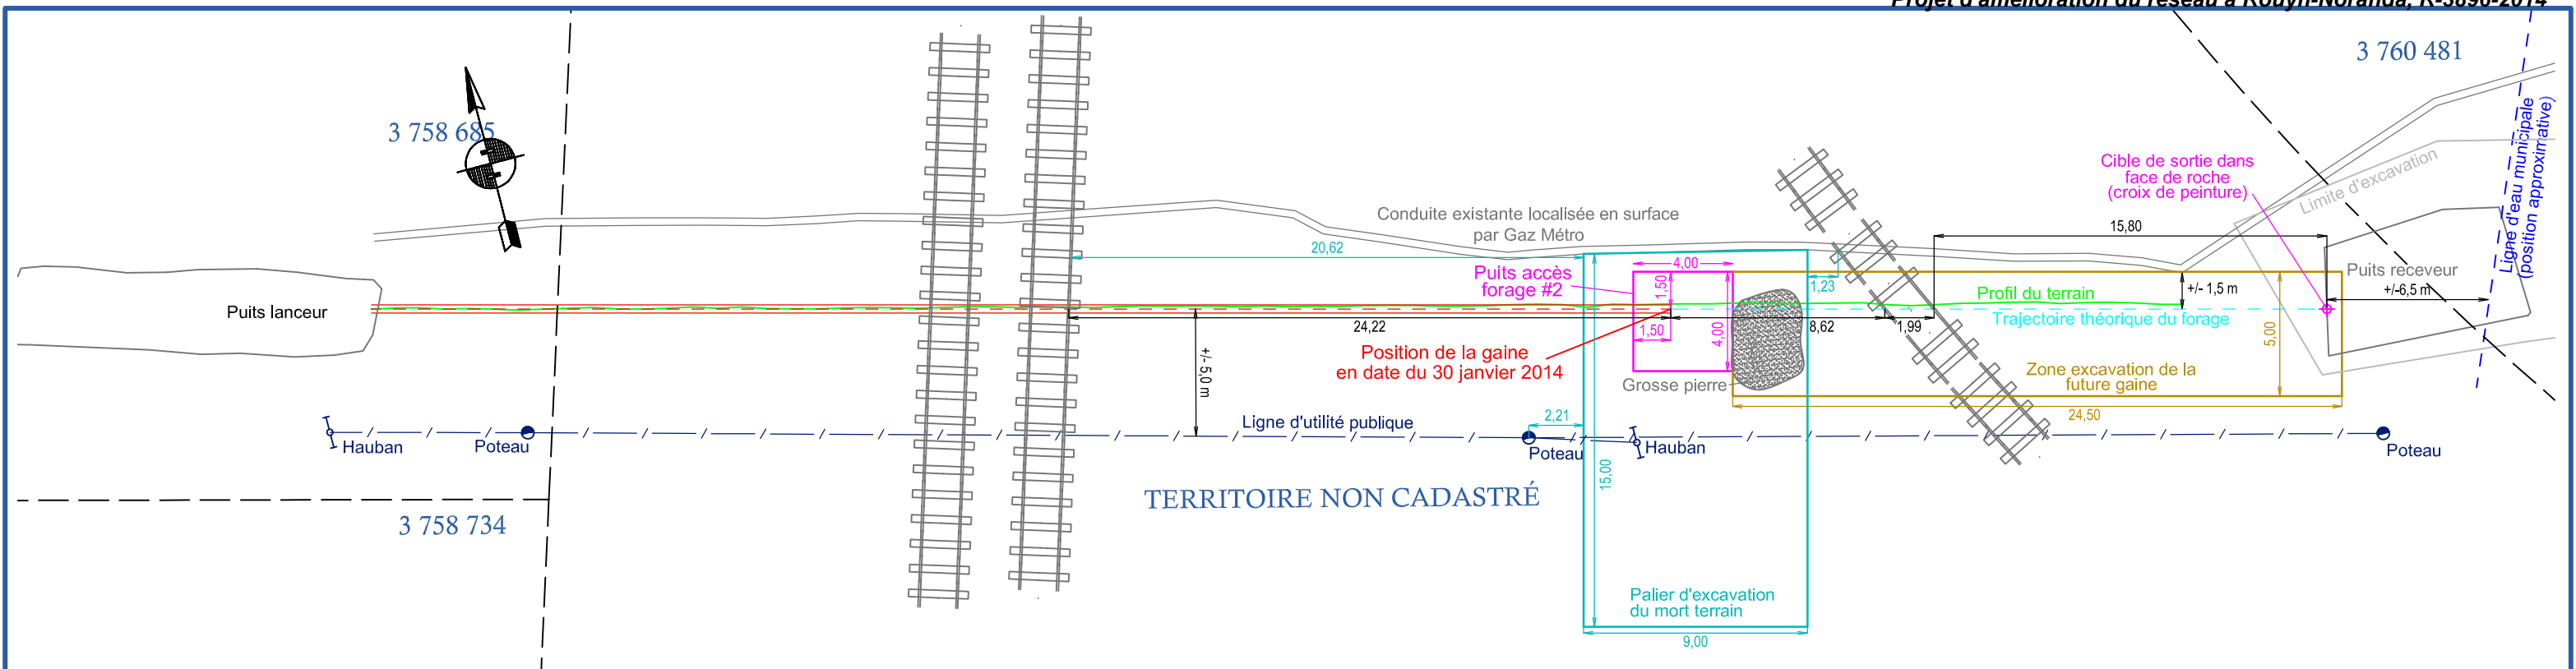 Projet d'amélioration du réseau à Rouyn-Noranda, R-3896-2014
3 760 481
3 758 685
Ligne d'eau municipale
(position approximative)
Cible de sortie dans
face de roche
(croix de peinture)
Limite d'excavation
Conduite existante localisée en surface
par Gaz Métro
15,80
20,62
4,00
Puits accès
forage #2
1,50
1,23
Puits receveur
+/-6,5 m
+/- 1,5 m
Profil du terrain
Puits lanceur
Trajectoire théorique du forage
24,22
1,50
4,00
8,62
1,99
5,00
Position de la gaine
en date du 30 janvier 2014
+/- 5,0 m
Grosse pierre
Zone excavation de la
future gaine
24,50
2,21
Ligne d'utilité publique
Hauban
Poteau
Poteau
Hauban
Poteau
15,00
TERRITOIRE NON CADASTRÉ
3 758 734
Palier d'excavation
du mort terrain
9,00